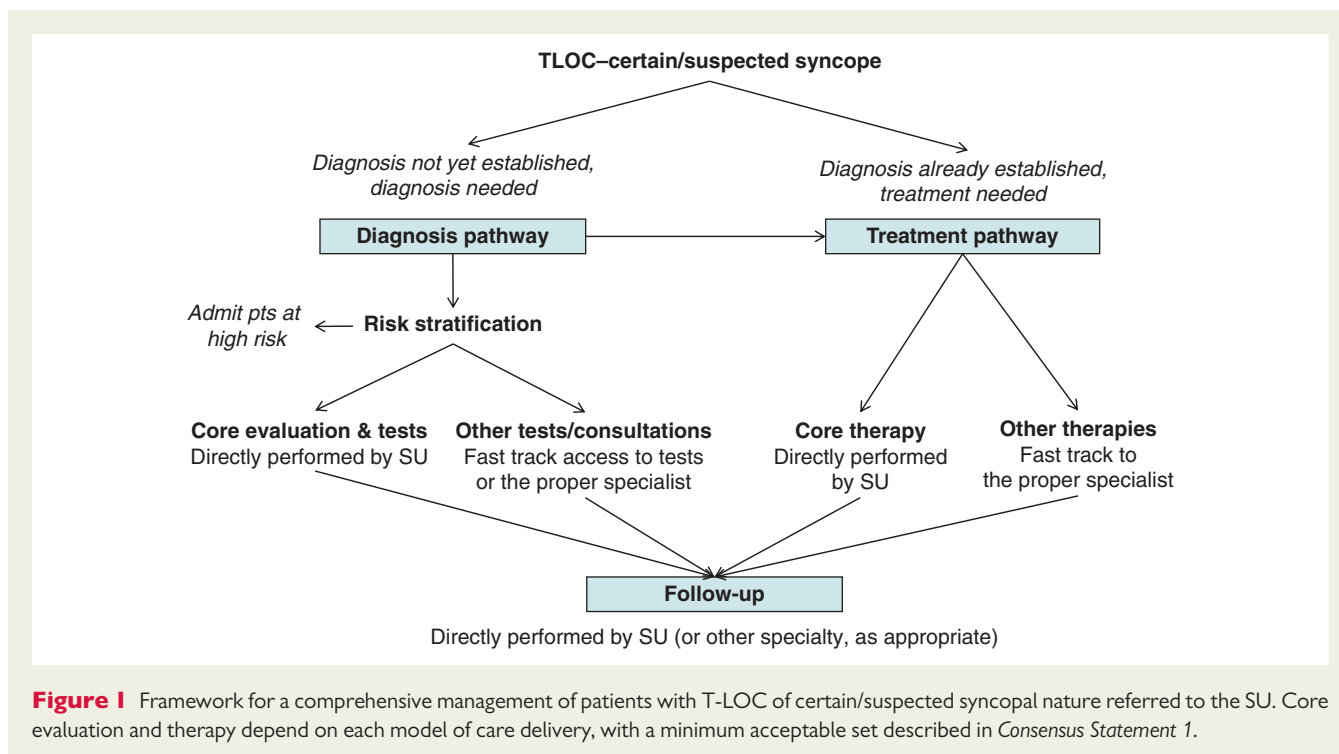 TLOC–certain/suspected syncope
Diagnosis not yet established,
diagnosis needed
Diagnosis already established,
treatment needed
Diagnosis pathway
Treatment pathway
Admit pts at
high risk
Risk stratification
Core evaluation & tests
Directly performed by SU
Other tests/consultations
Fast track access to tests
or the proper specialist
Core therapy
Directly performed
by SU
Other therapies
Fast track to
the proper specialist
Follow-up
Directly performed by SU (or other specialty, as appropriate)
Figure 1 Framework for a comprehensive management of patients with T-LOC of certain/suspected syncopal nature referred to the SU. Core
evaluation and therapy depend on each model of care delivery, with a minimum acceptable set described in Consensus Statement 1.